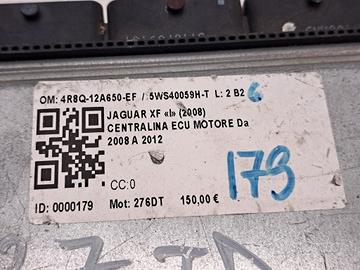 OM: 4R8Q-12A650-EF / 5WS40059H-T L: 2 B2 6
JAGUAR XF «I» (2008)
CENTRALINA ECU MOTORE Da
2008 A 2012
179
CC:0
ID: 0000179 Mot: 276DT 150,00 €